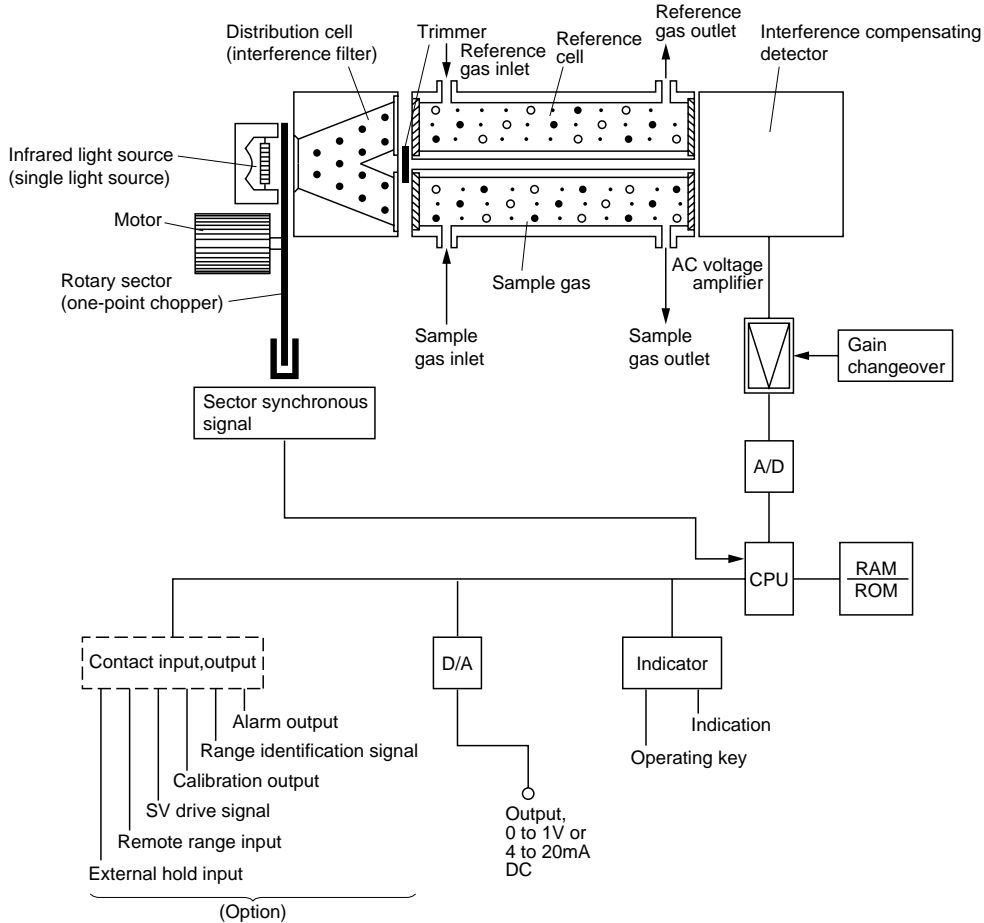 Distribution cell
(interference filter)
Trimmer
Reference
gas inlet
Reference
cell
Reference
gas outlet
Interference compensating
detector
Infrared light source
(single light source)
Motor
Rotary sector
(one-point chopper)
Sample gas
AC voltage
amplifier
Sample
gas inlet
Sample
gas outlet
Gain
changeover
Sector synchronous
signal
A/D
CPU
RAM
ROM
Contact input,output
D/A
Indicator
Alarm output
Range identification signal
Calibration output
SV drive signal
Remote range input
External hold input
(Option)
Indication
Operating key
Output,
0 to 1V or
4 to 20mA
DC